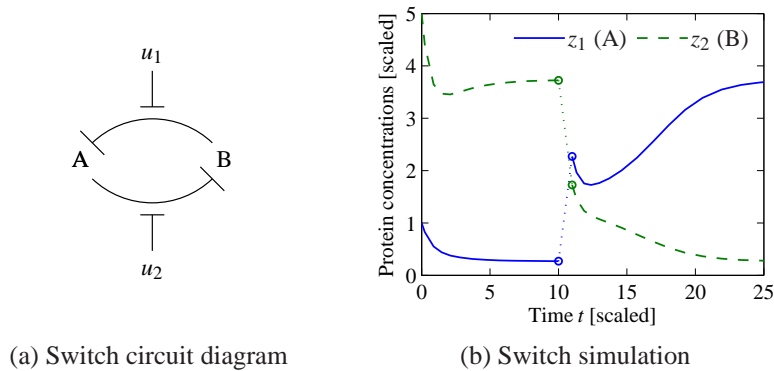 u1
A
B
u2
(a) Switch circuit diagram
Protein concentrations [scaled]
5
4
3
2
1
0
z1 (A)
z2 (B)
0
5
10
15
20
25
Time t [scaled]
(b) Switch simulation